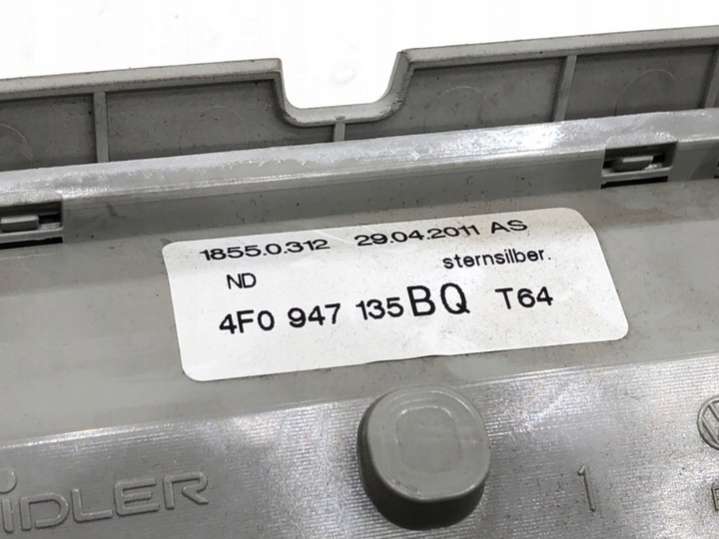 1855.0.312 29.04.2011 AS
ND sternsilber.
4F0 947 135 BQ T64
IDLER
1